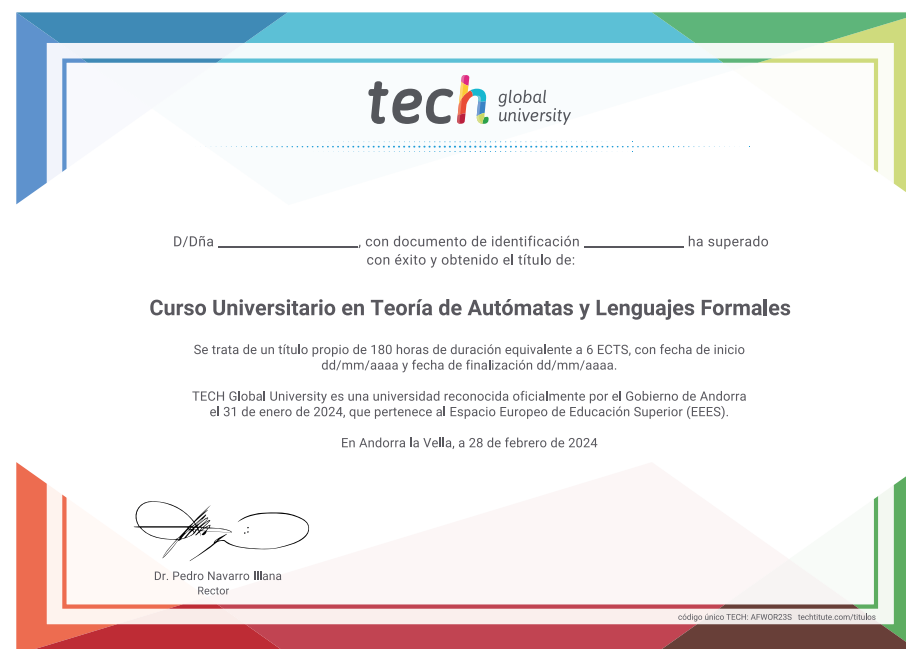 tech global university
D/Dña ____________, con documento de identificación ____________ ha superado
con éxito y obtenido el título de:
Curso Universitario en Teoría de Autómatas y Lenguajes Formales
Se trata de un título propio de 180 horas de duración equivalente a 6 ECTS, con fecha de inicio
dd/mm/aaaa y fecha de finalización dd/mm/aaaa.
TECH Global University es una universidad reconocida oficialmente por el Gobierno de Andorra
el 31 de enero de 2024, que pertenece al Espacio Europeo de Educación Superior (EEES).
En Andorra la Vella, a 28 de febrero de 2024
Dr. Pedro Navarro Illana
Rector
código único TECH: AFWOR23S techtitute.com/titulos